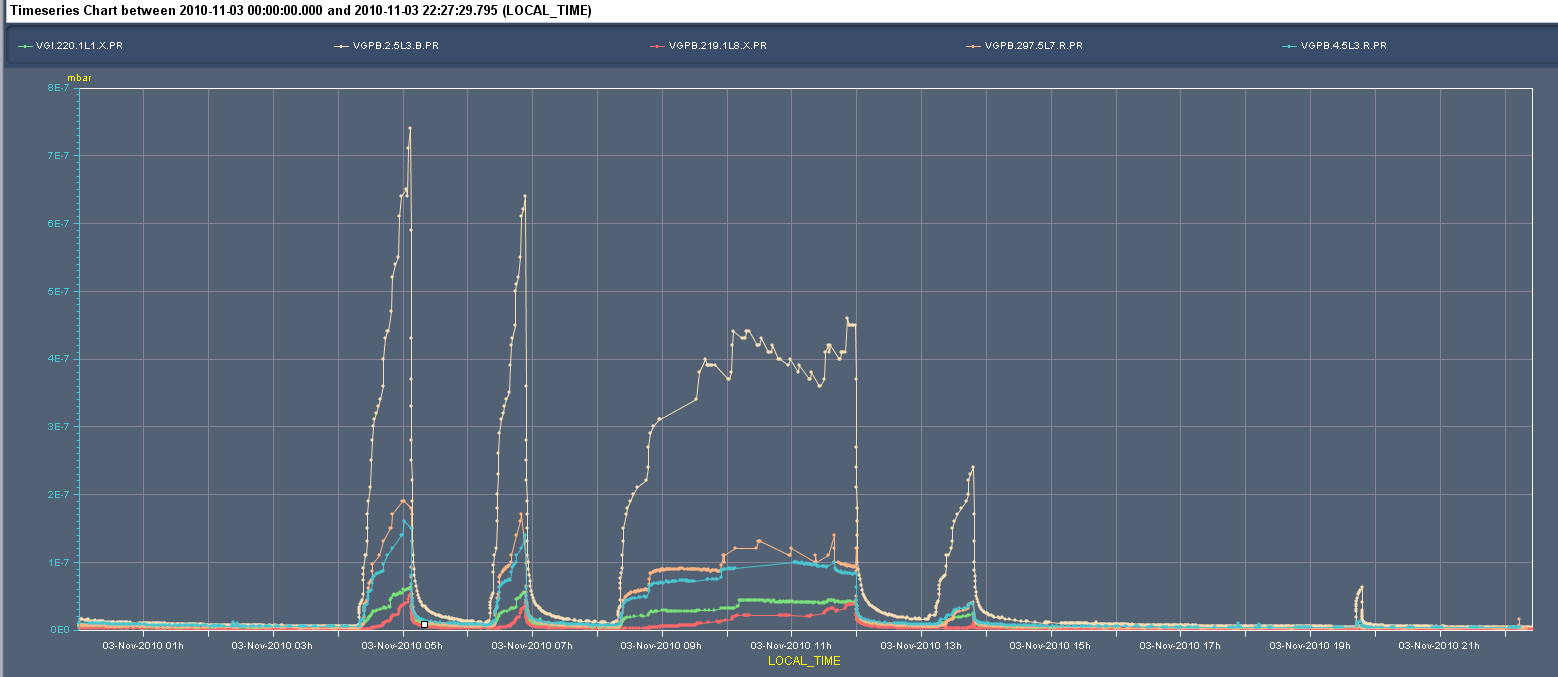 Timeseries Chart between 2010-11-03 00:00:00.000 and 2010-11-03 22:27:29.795 (LOCAL_TIME)
VGI.220.1L1.X.PR VGPB.2.5L3.B.PR VGPB.219.1L8.X.PR VGPB.297.5L7.R.PR VGPB.4.5L3.R.PR
mbar
8E-7
7E-7
6E-7
5E-7
4E-7
3E-7
2E-7
1E-7
0E0
03-Nov-2010 01h 03-Nov-2010 03h 03-Nov-2010 05h 03-Nov-2010 07h 03-Nov-2010 09h 03-Nov-2010 11h 03-Nov-2010 13h 03-Nov-2010 15h 03-Nov-2010 17h 03-Nov-2010 19h 03-Nov-2010 21h
LOCAL_TIME